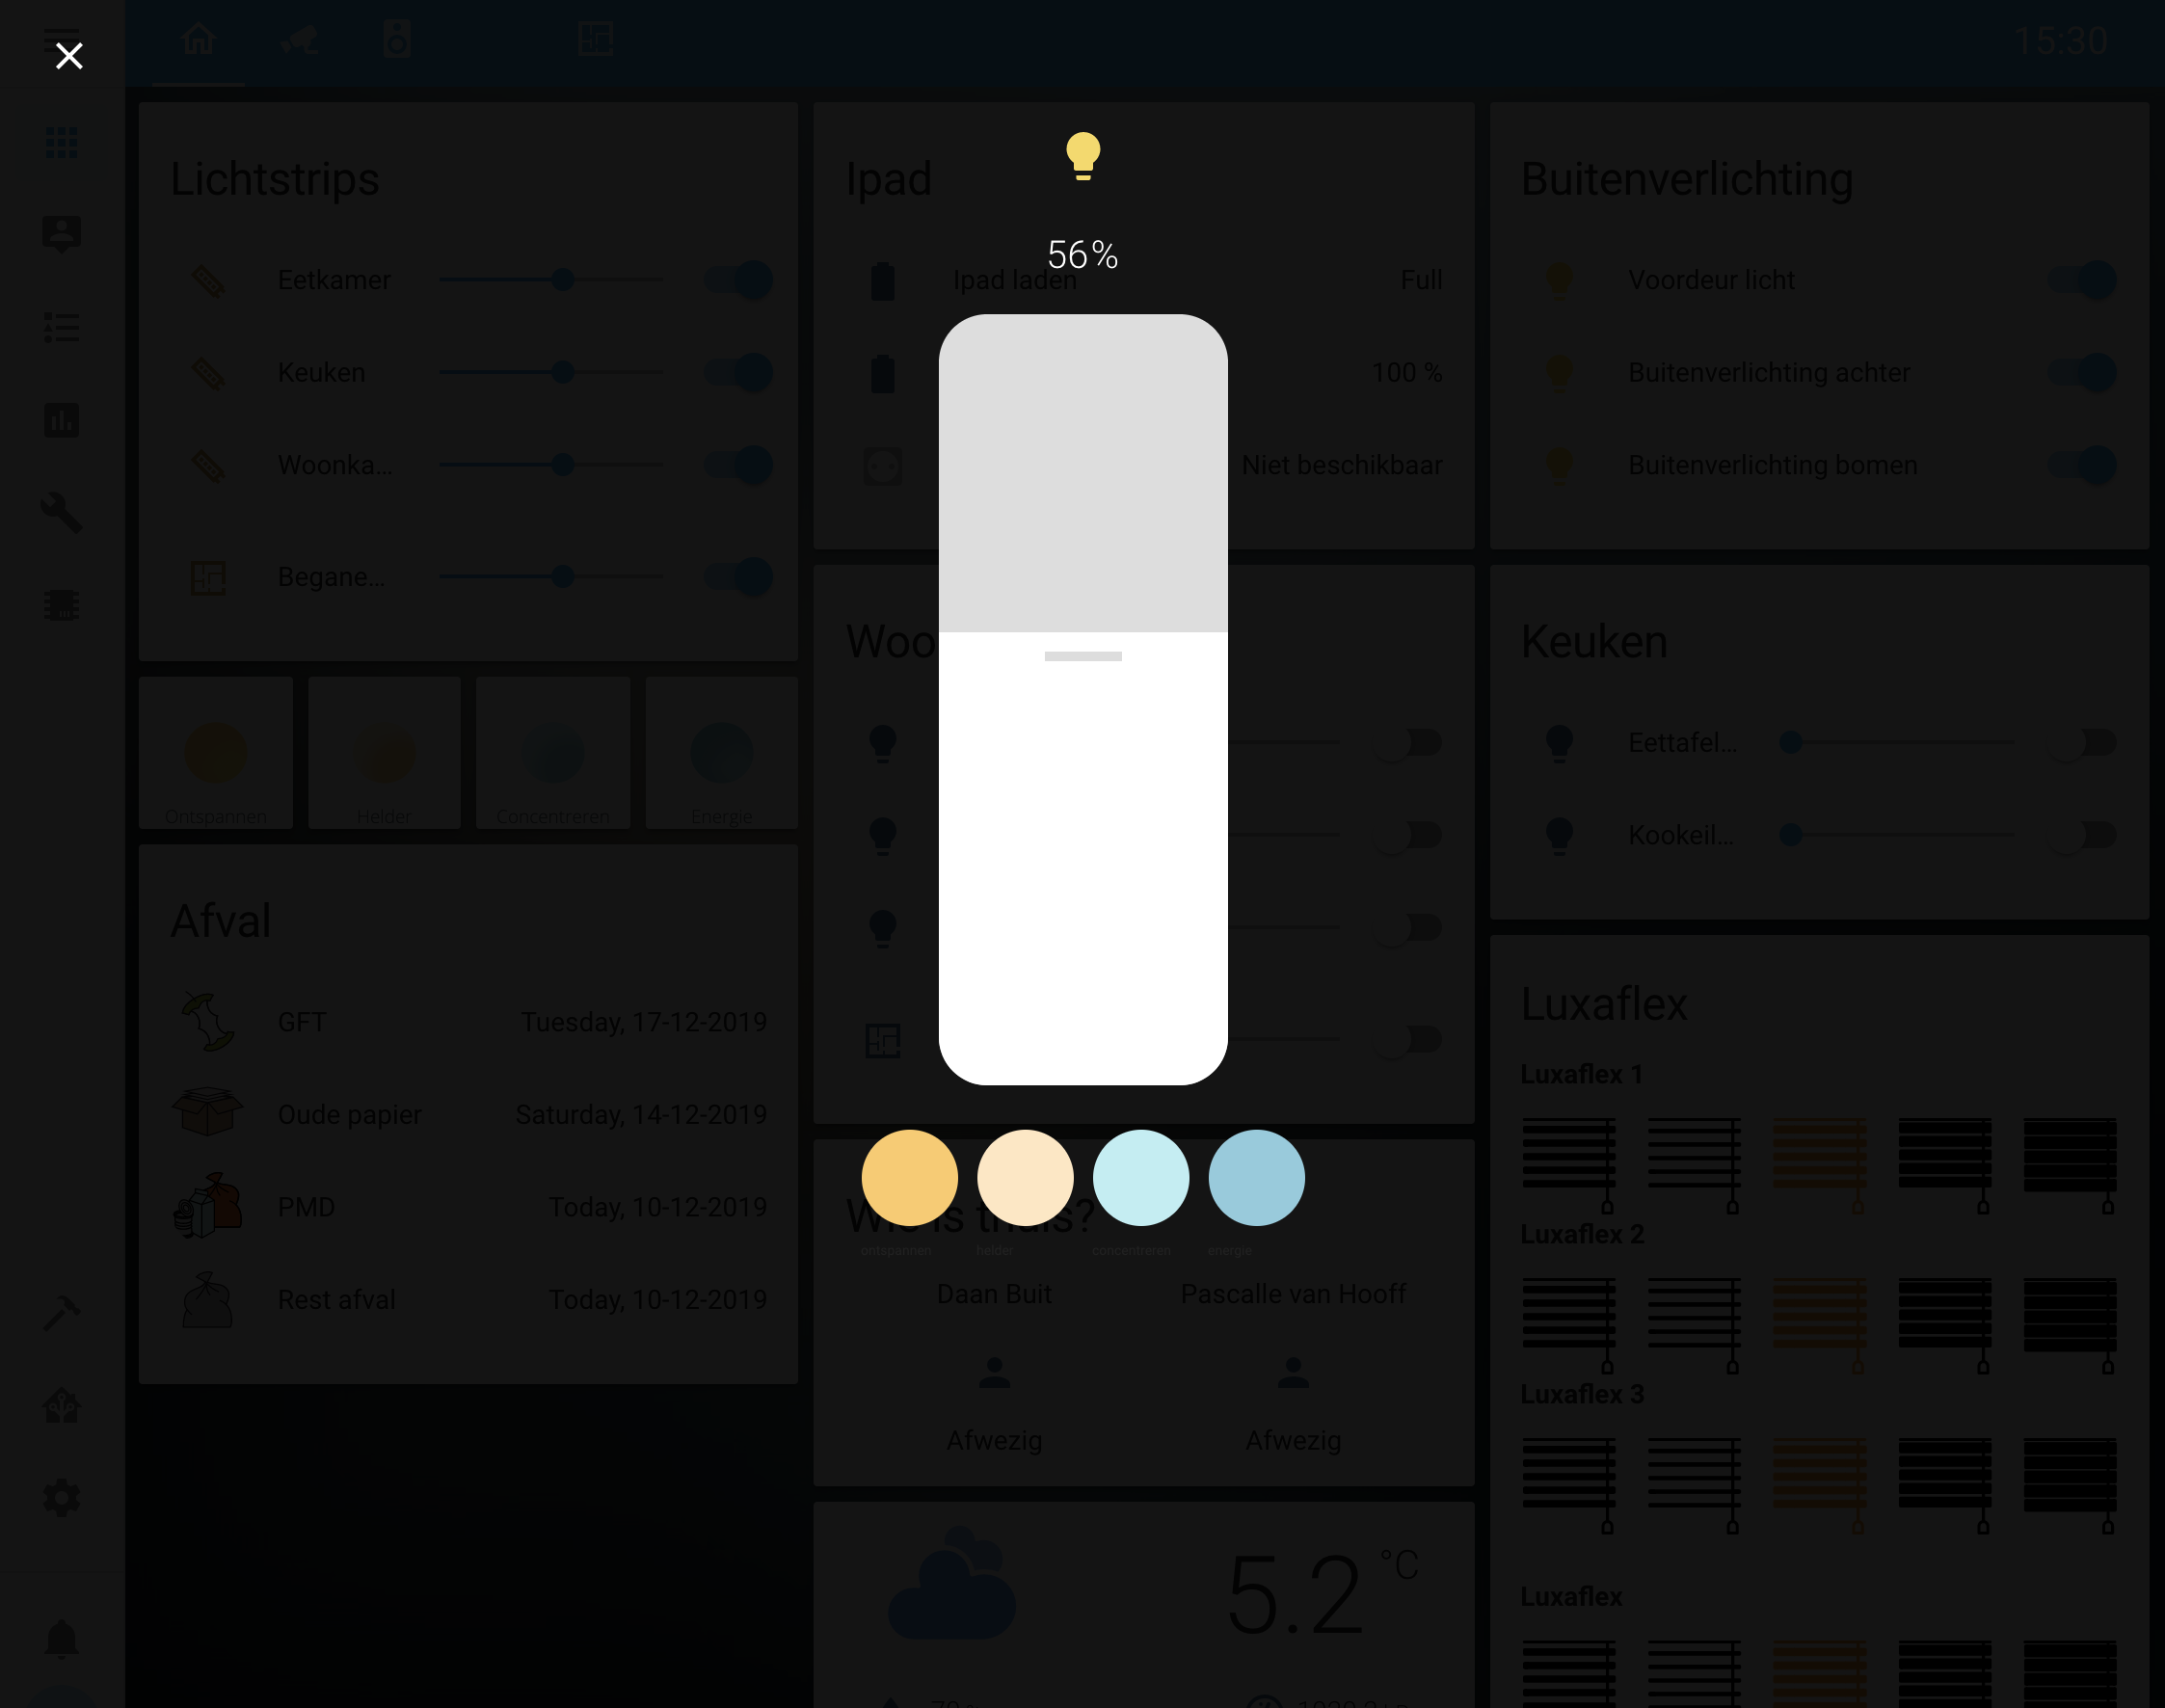 15:30
Lichtstrips
Eetkamer
Keuken
Woonka...
Begane...
Ontspannen
Helder
Concentreren
Energie
Afval
GFT Tuesday, 17-12-2019
Oude papier Saturday, 14-12-2019
PMD Today, 10-12-2019
Rest afval Today, 10-12-2019
Ipad
56%
Ipad laden Full
100 %
Niet beschikbaar
Woo
ontspannen
helder
concentreren
energie
Wie is thuis?
Daan Buit
Pascalle van Hooff
Afwezig
Afwezig
5.2 °C
Buitenverlichting
Voordeur licht
Buitenverlichting achter
Buitenverlichting bomen
Keuken
Eettafel...
Kookeil...
Luxaflex
Luxaflex 1
Luxaflex 2
Luxaflex 3
Luxaflex